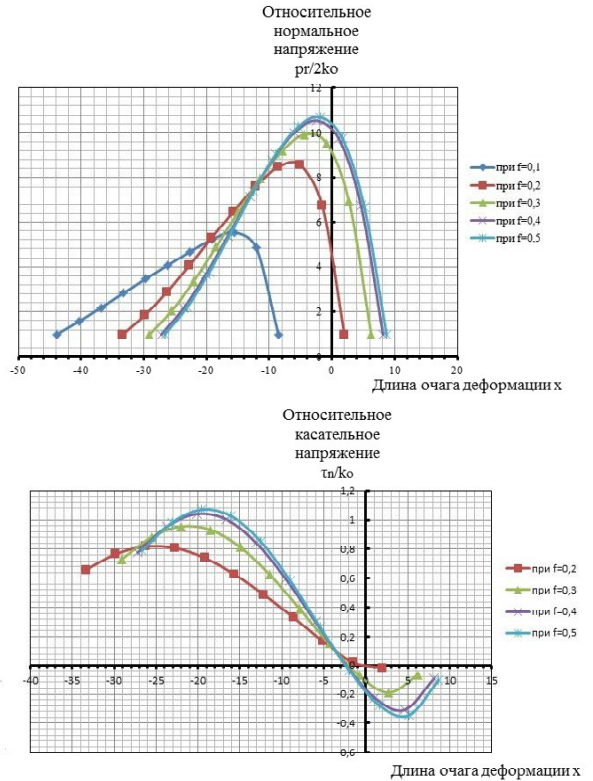 Относительное
нормальное
напряжение
pr/2ko
12
10
8
6
4
2
0
-50 -40 -30 -20 -10 0 10 20
при f=0,1
при f=0,2
при f=0,3
при f=0,4
при f=0.5
Длина очага деформации x
Относительное
касательное
напряжение
τn/ko
1,2
1
0,8
0,6
0,4
0,2
0
-40 -35 -30 -25 -20 -15 -10 -5 0 5 10 15
-0,2
-0,4
-0,6
при f=0,2
при f=0,3
при f=0,4
при f=0,5
Длина очага деформации x